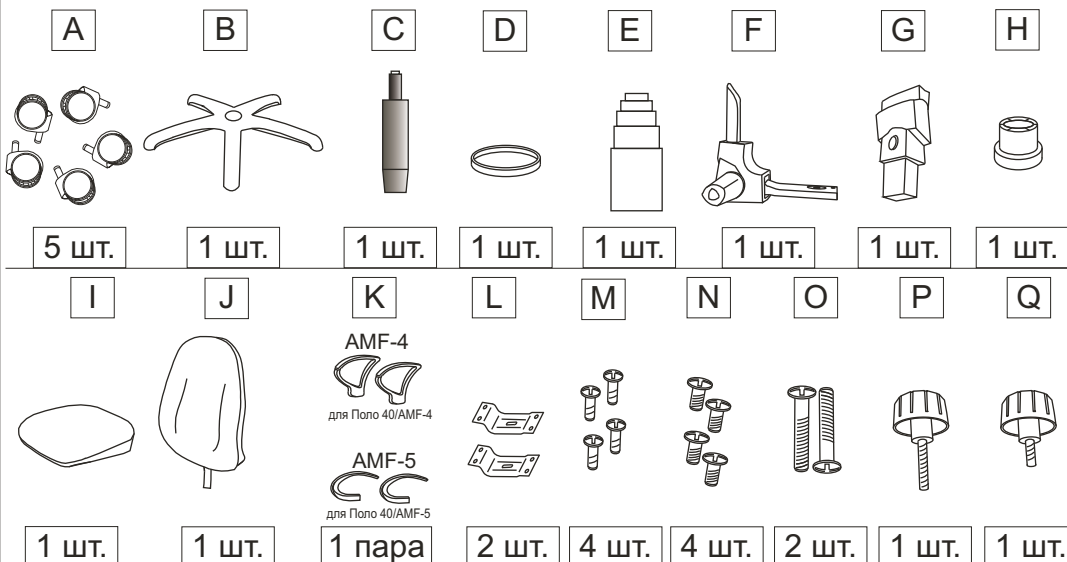 A B C D E F G H
5 шт. 1 шт. 1 шт. 1 шт. 1 шт. 1 шт. 1 шт. 1 шт.
I J K L M N O P Q
AMF-4
для Поло 40/AMF-4
AMF-5
для Поло 40/AMF-5
1 шт. 1 шт. 1 пара 2 шт. 4 шт. 4 шт. 2 шт. 1 шт. 1 шт.